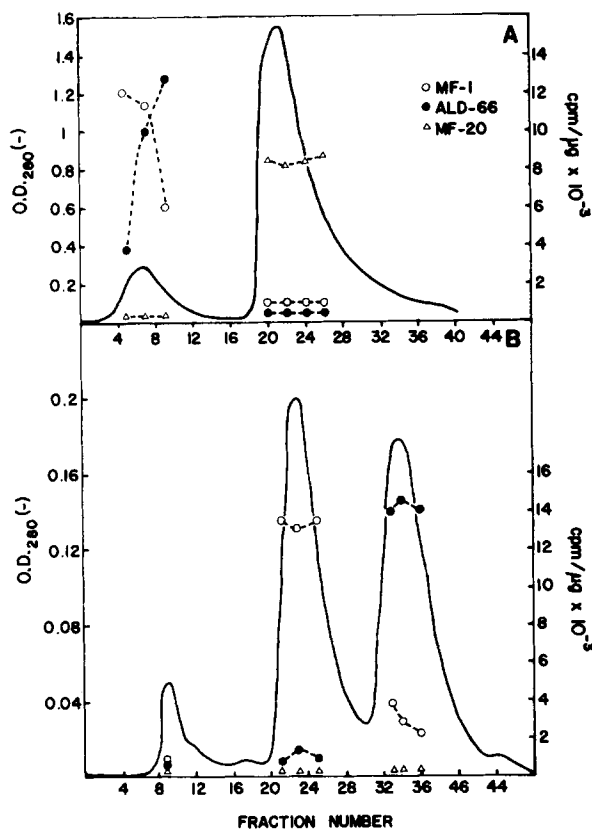 A
1.6
1.4
1.2
1
0.8
0.6
0.4
0.2
O.D.280(-)
14
12
10
8
6
4
2
cpm/µg x 10-3
○ MF-1
● ALD-66
△ MF-20
4 8 12 16 20 24 28 32 36 40 44
B
0.2
0.16
0.12
0.08
0.04
O.D.280(-)
16
14
12
10
8
6
4
2
cpm/µg x 10-3
4 8 12 16 20 24 28 32 36 46 44
FRACTION NUMBER